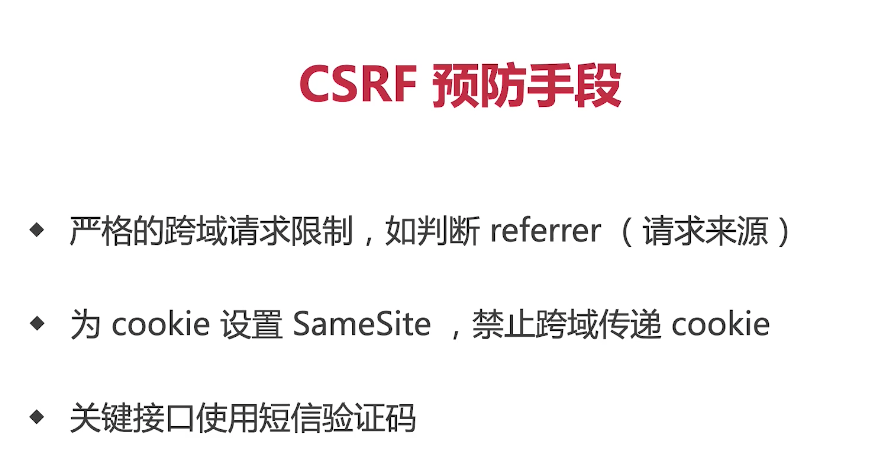 CSRF 预防手段
◆ 严格的跨域请求限制，如判断 referrer （请求来源）
◆ 为 cookie 设置 SameSite ，禁止跨域传递 cookie
◆ 关键接口使用短信验证码